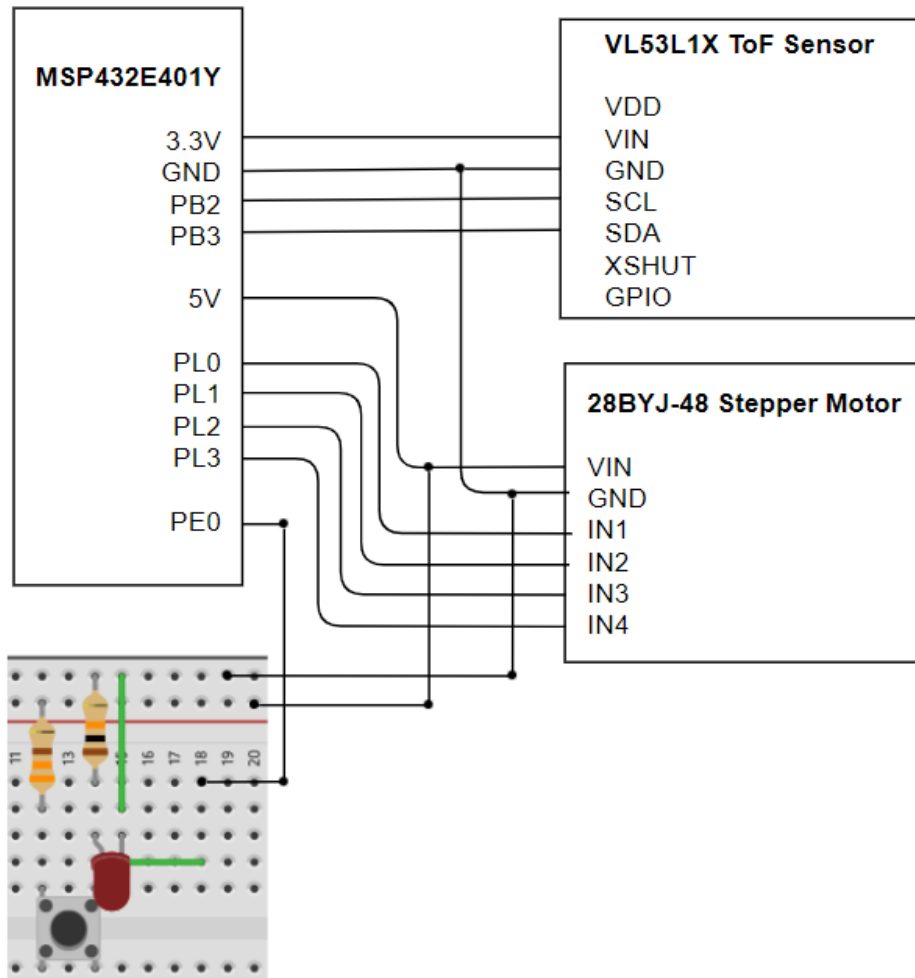 MSP432E401Y
3.3V
GND
PB2
PB3
5V
PL0
PL1
PL2
PL3
PE0
VL53L1X ToF Sensor
VDD
VIN
GND
SCL
SDA
XSHUT
GPIO
28BYJ-48 Stepper Motor
VIN
GND
IN1
IN2
IN3
IN4
11 13 16 17 18 19 20